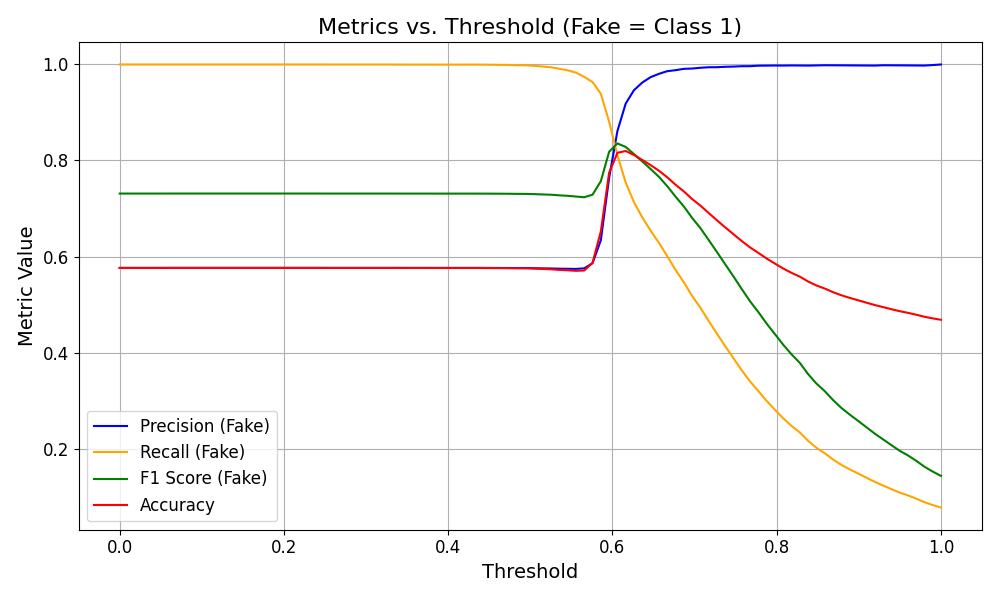 Metrics vs. Threshold (Fake = Class 1)
Metric Value
1.0
0.8
0.6
0.4
0.2
Precision (Fake)
Recall (Fake)
F1 Score (Fake)
Accuracy
0.0 0.2 0.4 0.6 0.8 1.0
Threshold